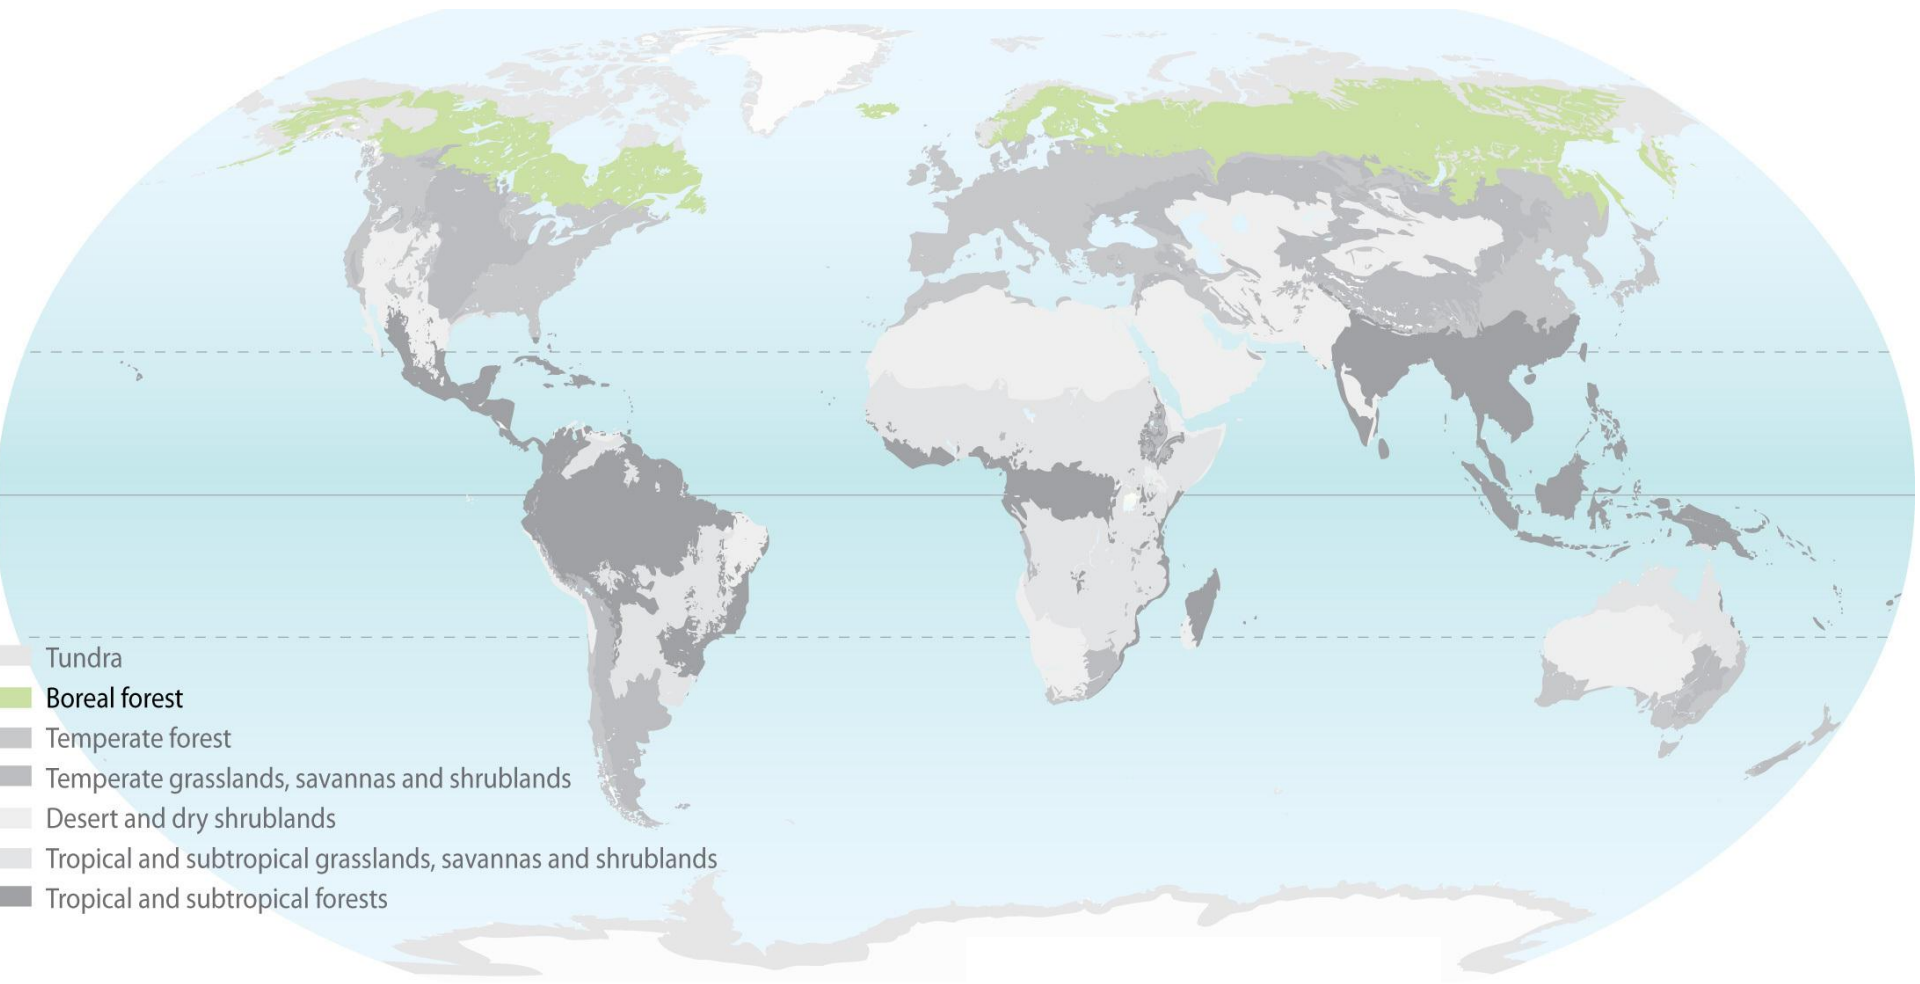 Tundra
Boreal forest
Temperate forest
Temperate grasslands, savannas and shrublands
Desert and dry shrublands
Tropical and subtropical grasslands, savannas and shrublands
Tropical and subtropical forests